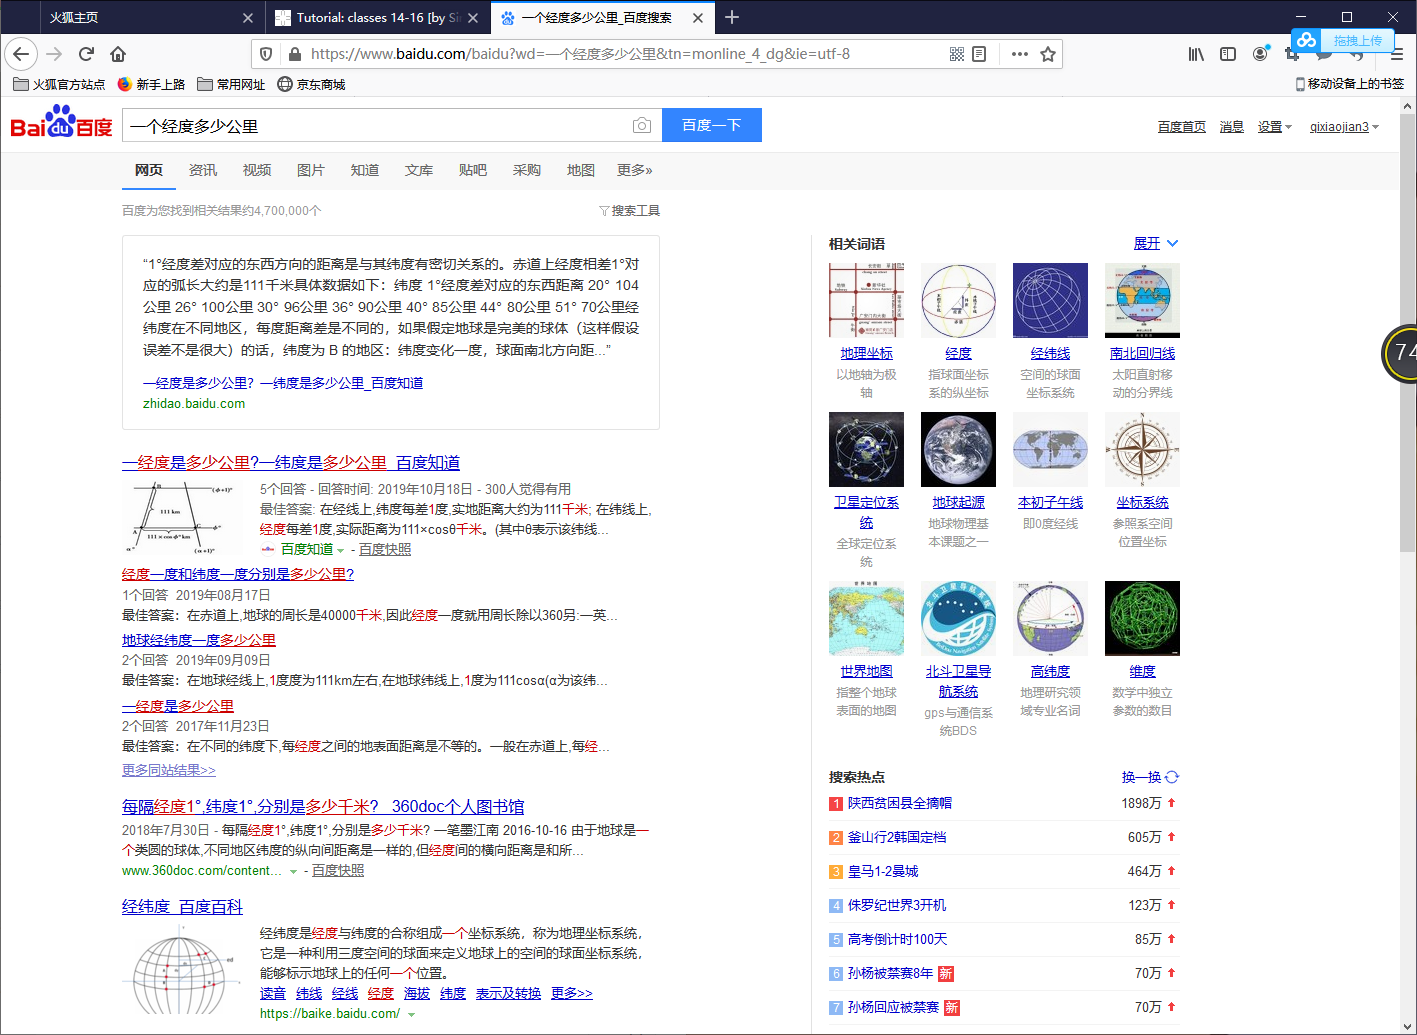 火狐主页
Tutorial: classes 14-16 [by Si
一个经度多少公里_百度搜索
https://www.baidu.com/baidu?wd=一个经度多少公里&tn=monline_4_dg&ie=utf-8
拖拽上传
火狐官方站点 新手上路 常用网址 京东商城
移动设备上的书签
Bai du 百度
一个经度多少公里
百度一下
百度首页 消息 设置 qixiaojian3
网页 资讯 视频 图片 知道 文库 贴吧 采购 地图 更多»
百度为您找到相关结果约4,700,000个
搜索工具
“1°经度差对应的东西方向的距离是与其纬度有密切关系的。赤道上经度相差1°对
应的弧长大约是111千米具体数据如下：纬度 1°经度差对应的东西距离 20° 104
公里 26° 100公里 30° 96公里 36° 90公里 40° 85公里 44° 80公里 51° 70公里经
纬度在不同地区，每度距离差是不同的，如果假定地球是完美的球体（这样假设
误差不是很大）的话，纬度为 B 的地区：纬度变化一度，球面南北方向距...”
一经度是多少公里？一纬度是多少公里_百度知道
zhidao.baidu.com
一经度是多少公里?一纬度是多少公里_百度知道
5个回答 - 回答时间: 2019年10月18日 - 300人觉得有用
最佳答案: 在经线上,纬度每差1度,实地距离大约为111千米; 在纬线上,
经度每差1度,实际距离为111×cosθ千米。(其中θ表示该纬线...
百度知道 - 百度快照
111 km
经度一度和纬度一度分别是多少公里?
1个回答 2019年08月17日
最佳答案：在赤道上,地球的周长是40000千米,因此经度一度就用周长除以360另:一英...
地球经纬度一度多少公里
2个回答 2019年09月09日
最佳答案：在地球经线上,1度度为111km左右,在地球纬线上,1度为111cosα(α为该纬...
一经度是多少公里
2个回答 2017年11月23日
最佳答案：在不同的纬度下,每经度之间的地表面距离是不等的。一般在赤道上,每经...
更多同站结果>>
每隔经度1°,纬度1°,分别是多少千米? _360doc个人图书馆
2018年7月30日 - 每隔经度1°,纬度1°,分别是多少千米? 一笔墨江南 2016-10-16 由于地球是一
个类圆的球体,不同地区纬度的纵向间距离是一样的,但经度间的横向距离是和所...
www.360doc.com/content... - 百度快照
经纬度_百度百科
经纬度是经度与纬度的合称组成一个坐标系统，称为地理坐标系统，
它是一种利用三度空间的球面来定义地球上的空间的球面坐标系统，
能够标示地球上的任何一个位置。
读音 纬线 经线 经度 海拔 纬度 表示及转换 更多>>
https://baike.baidu.com/
相关词语
展开
地理坐标 经度 经纬线 南北回归线
以地轴为极 指球面坐标 空间的球面 太阳直射移
轴 系的纵坐标 坐标系统 动的分界线
卫星定位系 地球起源 本初子午线 坐标系统
统 地球物理基 即0度经线 参照系空间
全球定位系 本课题之一 位置坐标
统
世界地图
世界地图 北斗卫星导 高纬度 维度
指整个地球 航系统 地理研究领 数学中独立
表面的地图 gps与通信系 域专业名词 参数的数目
统BDS
74
搜索热点
换一换
1 陕西贫困县全摘帽 1898万
2 釜山行2韩国定档 605万
3 皇马1-2曼城 464万
4 侏罗纪世界3开机 123万
5 高考倒计时100天 85万
6 孙杨被禁赛8年 新 70万
7 孙杨回应被禁赛 新 70万